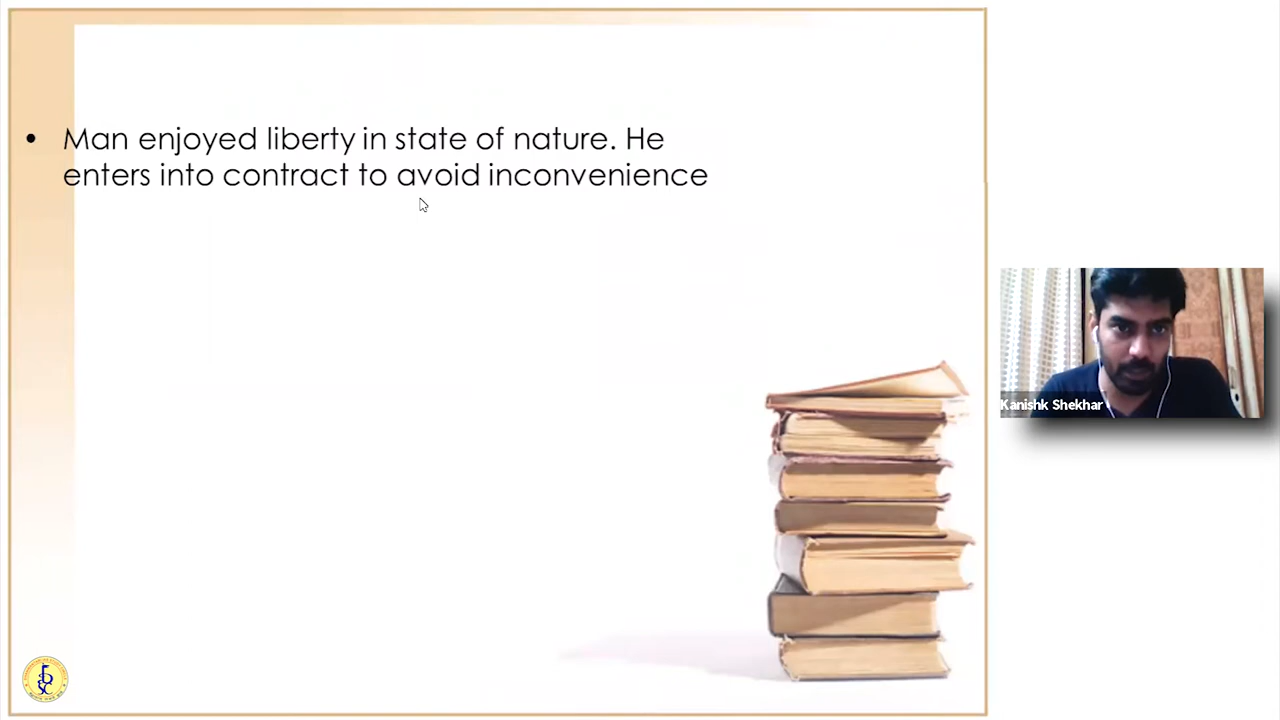 • Man enjoyed liberty in state of nature. He
enters into contract to avoid inconvenience
Kanishk Shekhar